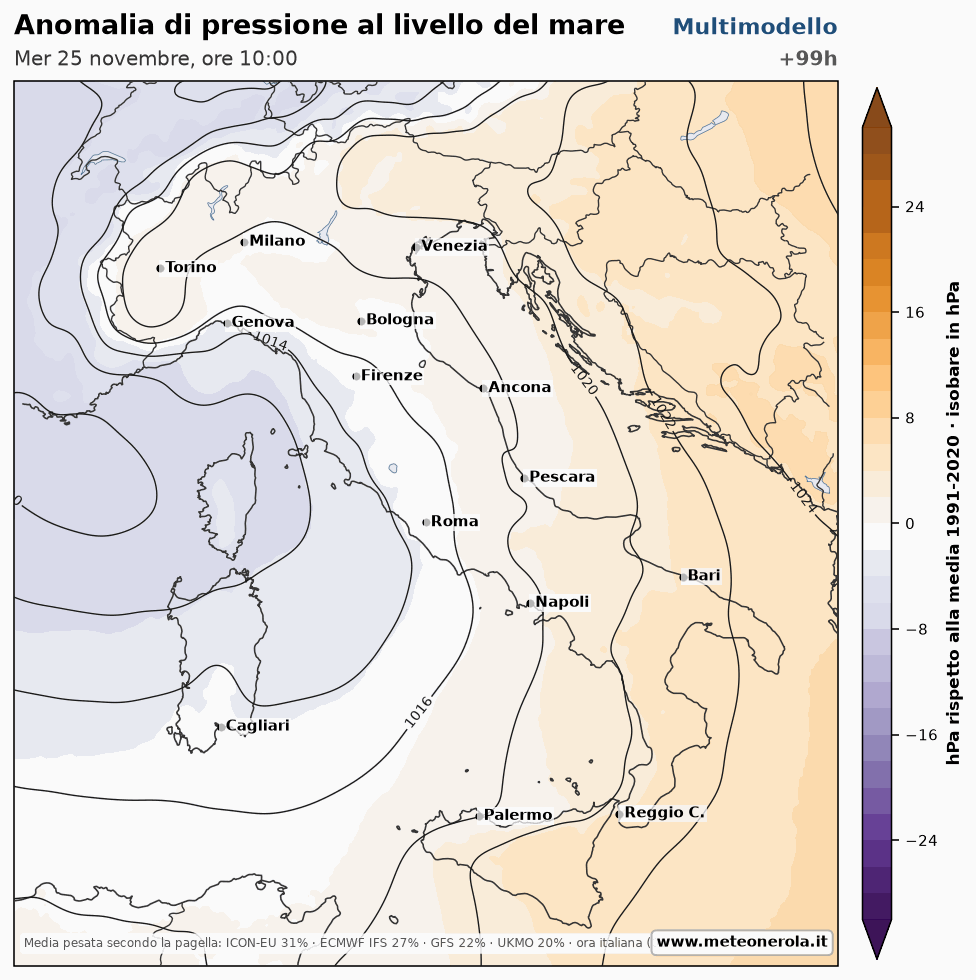 Anomalia di pressione al livello del mare
Multimodello
Mer 25 novembre, ore 10:00
+99h
Milano
Venezia
Torino
Genova
Bologna
1014
Firenze
Ancona
1020
1022
Pescara
1024
Roma
Bari
Napoli
1016
Cagliari
Palermo
Reggio C.
24
16
8
0
−8
−16
−24
hPa rispetto alla media 1991-2020 · isobare in hPa
Media pesata secondo la pagella: ICON-EU 31% · ECMWF IFS 27% · GFS 22% · UKMO 20% · ora italiana (
www.meteonerola.it